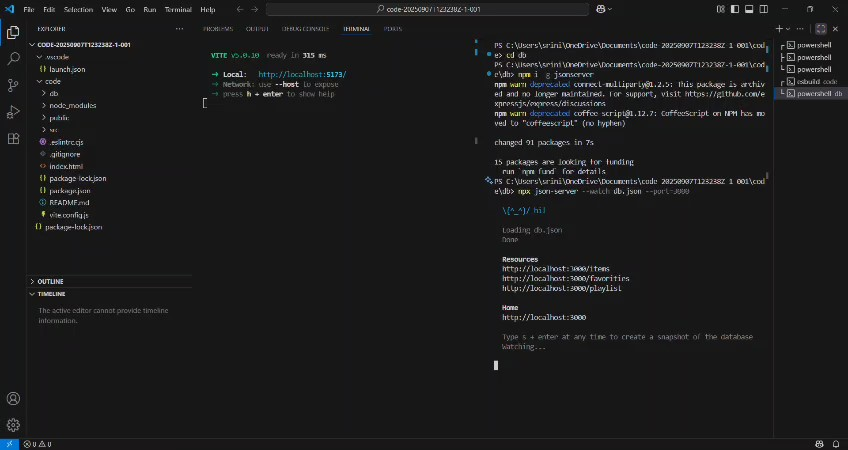 File Edit Selection View Go Run Terminal Help
code-20250907T123238Z-1-001
EXPLORER
CODE-20250907T123238Z-1-001
.vscode
launch.json
code
db
node_modules
public
src
.eslintrc.cjs
.gitignore
index.html
package-lock.json
package.json
README.md
vite.config.js
package-lock.json
OUTLINE
TIMELINE
The active editor cannot provide timeline
information.
PROBLEMS OUTPUT DEBUG CONSOLE TERMINAL PORTS
VITE v5.0.10 ready in 315 ms
➜ Local: http://localhost:5173/
➜ Network: use --host to expose
➜ press h + enter to show help
PS C:\Users\srini\OneDrive\Documents\code 20250907T123238Z 1 001\co
de> cd db
PS C:\Users\srini\OneDrive\Documents\code-20250907T123238Z-1-001\cod
e\db> npm i -g jsonserver
npm warn deprecated connect-multiparty@1.2.5: This package is archiv
ed and no longer maintained. For support, visit https://github.com/e
xpressjs/express/discussions
npm warn deprecated coffee script@1.12.7: CoffeeScript on NPM has mo
ved to "coffeescript" (no hyphen)
changed 91 packages in 7s
15 packages are looking for funding
run `npm fund` for details
PS C:\Users\srini\OneDrive\Documents\code 20250907T123238Z 1 001\cod
e\db> npx json-server --watch db.json --port=3000
\{^_^}/ hi!
Loading db.json
Done
Resources
http://localhost:3000/items
http://localhost:3000/favorities
http://localhost:3000/playlist
Home
http://localhost:3000
Type s + enter at any time to create a snapshot of the database
Watching...
powershell
powershell
powershell
esbuild code
powershell db
0 0